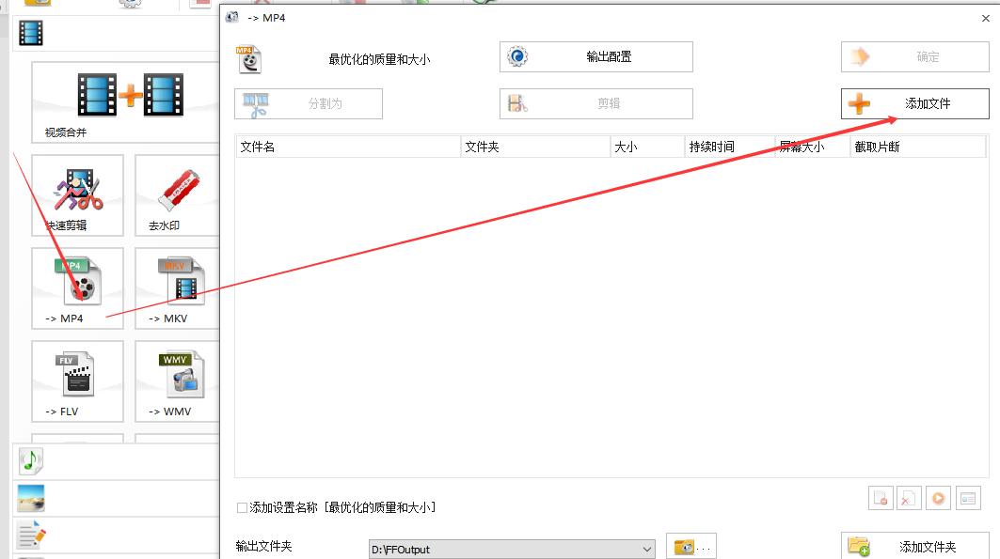 -> MP4
MP4
最优化的质量和大小
输出配置
确定
分割为
剪辑
添加文件
视频合并
文件名
文件夹
大小
持续时间
屏幕大小
截取片断
快速剪辑
去水印
MP4
MKV
-> MP4
-> MKV
FLV
WMV
-> FLV
-> WMV
添加设置名称 [最优化的质量和大小]
输出文件夹
D:\FFOutput
...
添加文件夹